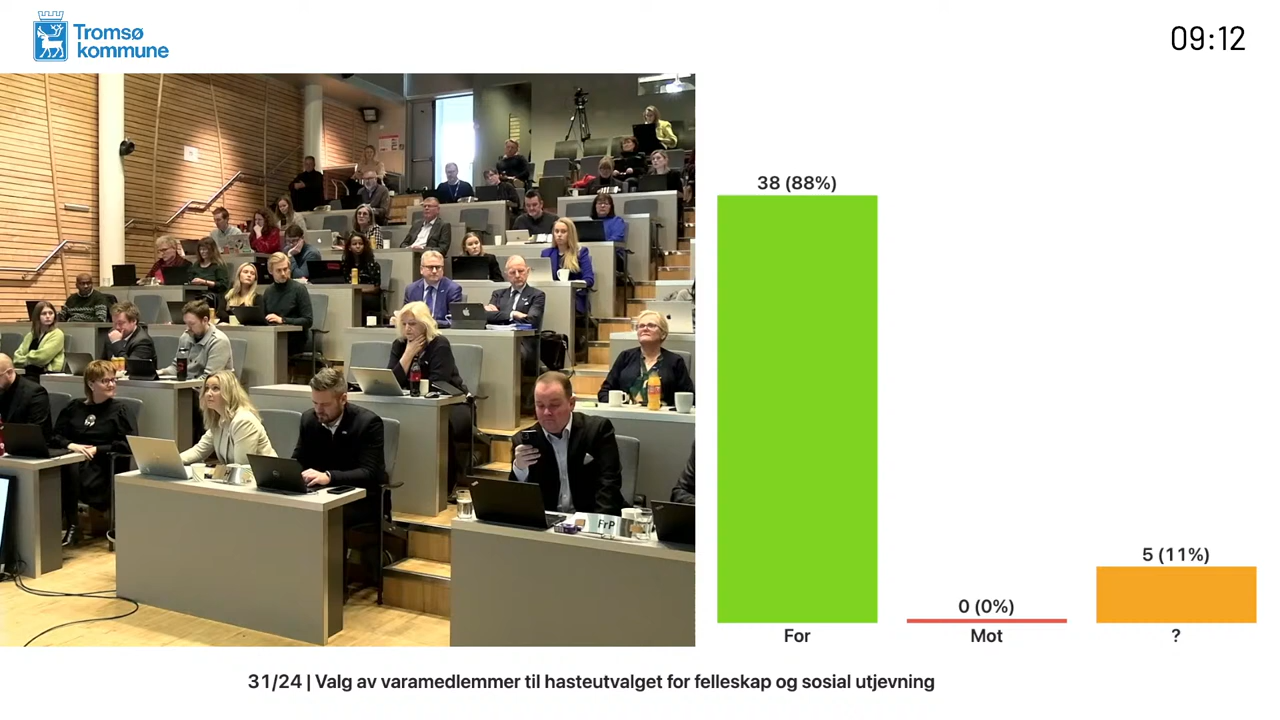 Tromsø
kommune
09:12
38 (88%)
0 (0%)
5 (11%)
For
Mot
?
FrP
31/24 | Valg av varamedlemmer til hasteutvalget for felleskap og sosial utjevning